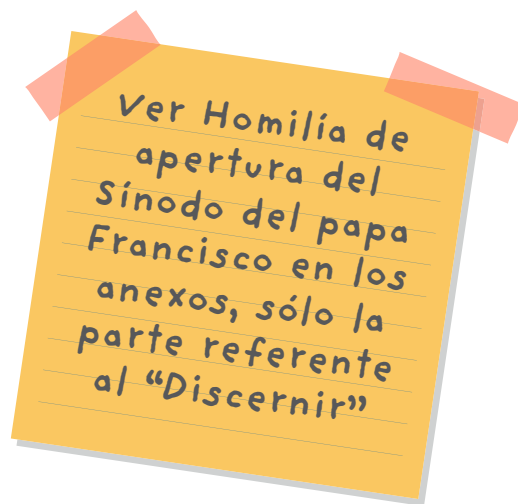 Ver Homilía de
apertura del
Sínodo del papa
Francisco en los
anexos, sólo la
parte referente
al “Discernir”